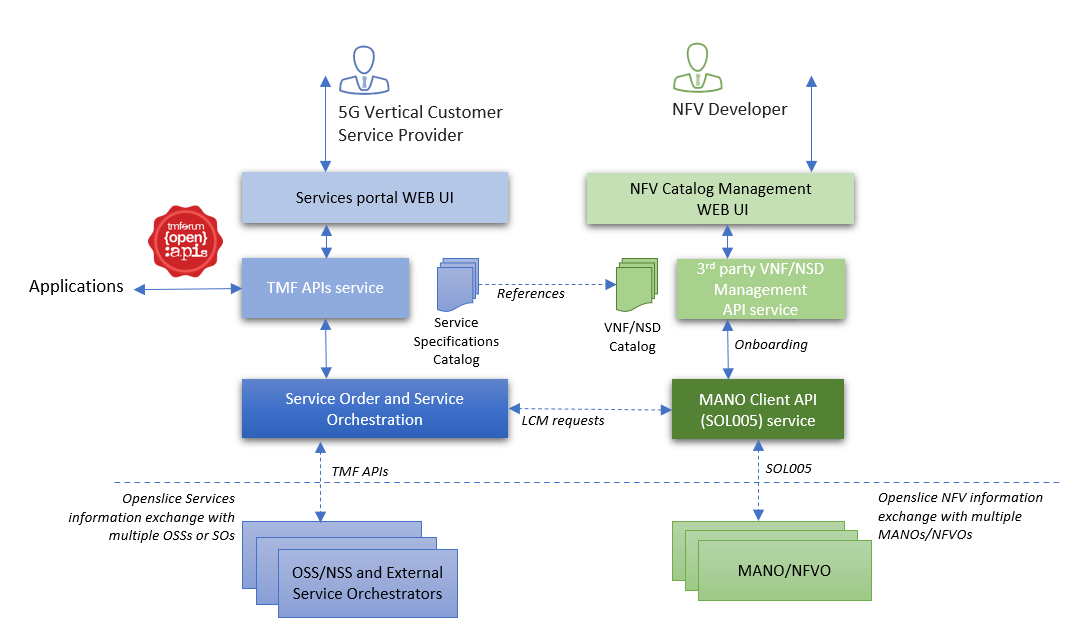 5G Vertical Customer
Service Provider
NFV Developer
Services portal WEB UI
NFV Catalog Management
WEB UI
tmforum
{open}
:apis
Applications
TMF APIs service
Service
Specifications
Catalog
References
VNF/NSD
Catalog
3rd party VNF/NSD
Management
API service
Onboarding
Service Order and Service
Orchestration
LCM requests
MANO Client API
(SOL005) service
TMF APIs
SOL005
Openslice Services
information exchange with
multiple OSSs or SOs
Openslice NFV information
exchange with multiple
MANOs/NFVOs
OSS/NSS and External
Service Orchestrators
MANO/NFVO